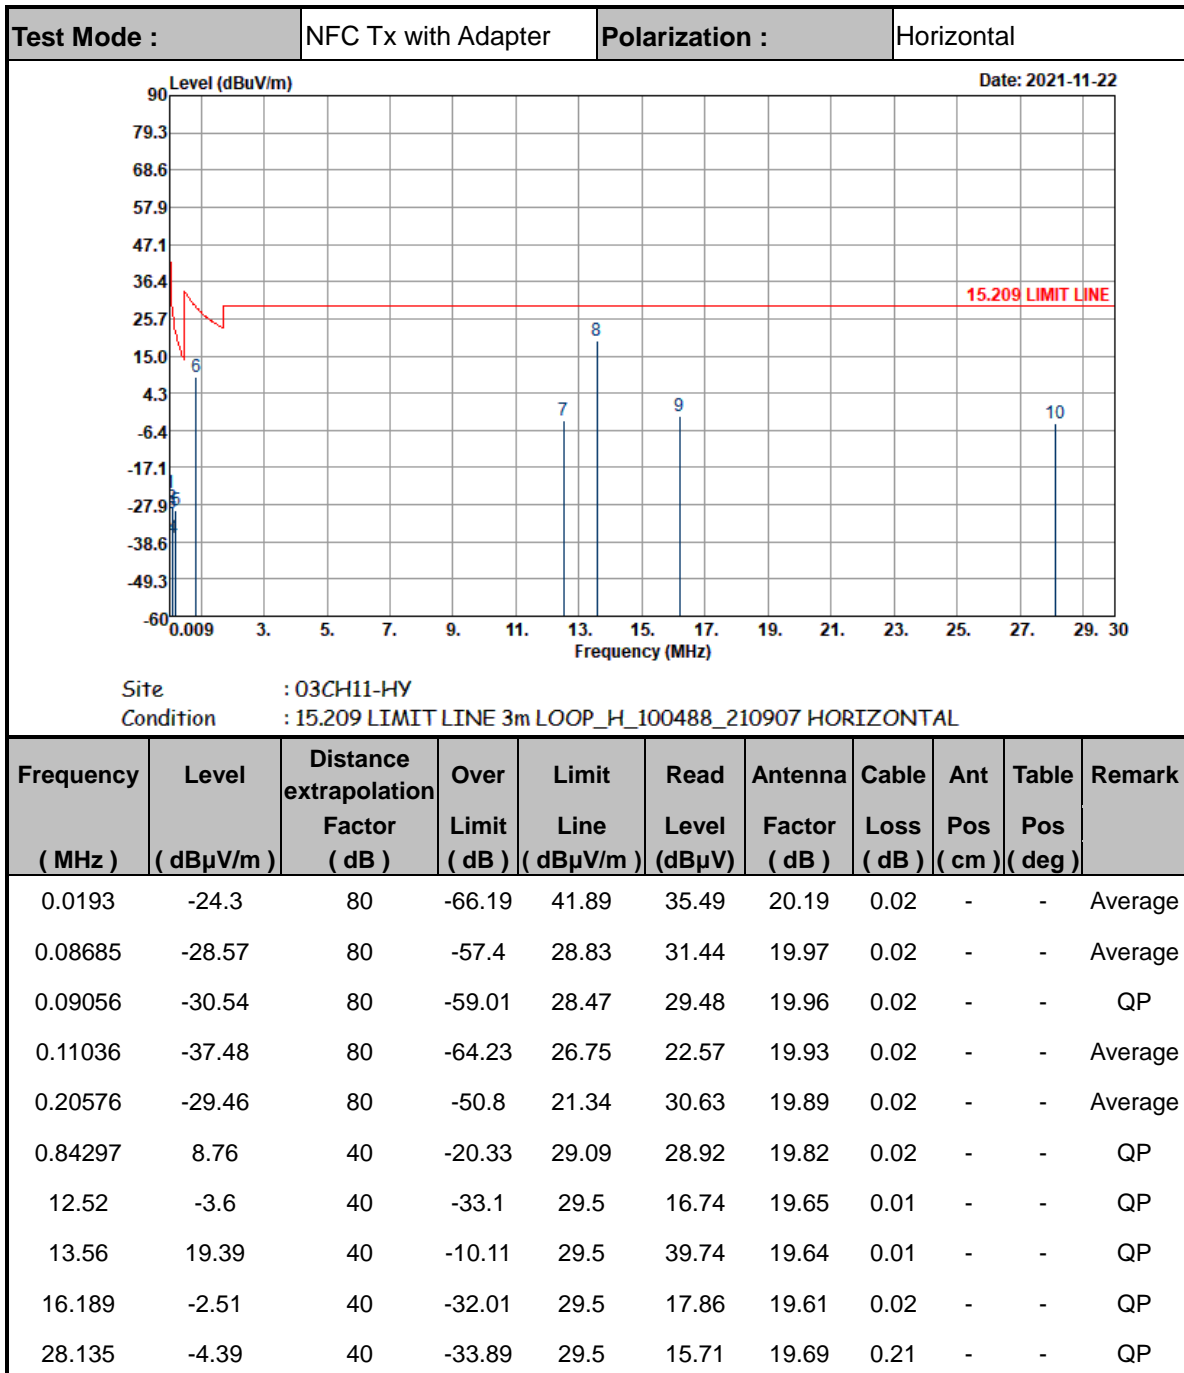 Test Mode : NFC Tx with Adapter Polarization : Horizontal
Level (dBuV/m) Date: 2021-11-22
90
79.3
68.6
57.9
47.1
36.4
15.209 LIMIT LINE
25.7
8
15.0
6
4.3
7 9 10
-6.4
-17.1
1
2
-27.9 5
4
-38.6
-49.3
-60
0.009 3. 5. 7. 9. 11. 13. 15. 17. 19. 21. 23. 25. 27. 29. 30
Frequency (MHz)
Site : 03CH11-HY
Condition : 15.209 LIMIT LINE 3m LOOP_H_100488_210907 HORIZONTAL
Frequency Level Distance extrapolation Over Limit Read Antenna Cable Ant Table Remark
Factor Limit Line Level Factor Loss Pos Pos
( MHz ) ( dBµV/m ) ( dB ) ( dB ) ( dBµV/m ) (dBµV) ( dB ) ( dB ) ( cm ) ( deg )
0.0193 -24.3 80 -66.19 41.89 35.49 20.19 0.02 - - Average
0.08685 -28.57 80 -57.4 28.83 31.44 19.97 0.02 - - Average
0.09056 -30.54 80 -59.01 28.47 29.48 19.96 0.02 - - QP
0.11036 -37.48 80 -64.23 26.75 22.57 19.93 0.02 - - Average
0.20576 -29.46 80 -50.8 21.34 30.63 19.89 0.02 - - Average
0.84297 8.76 40 -20.33 29.09 28.92 19.82 0.02 - - QP
12.52 -3.6 40 -33.1 29.5 16.74 19.65 0.01 - - QP
13.56 19.39 40 -10.11 29.5 39.74 19.64 0.01 - - QP
16.189 -2.51 40 -32.01 29.5 17.86 19.61 0.02 - - QP
28.135 -4.39 40 -33.89 29.5 15.71 19.69 0.21 - - QP